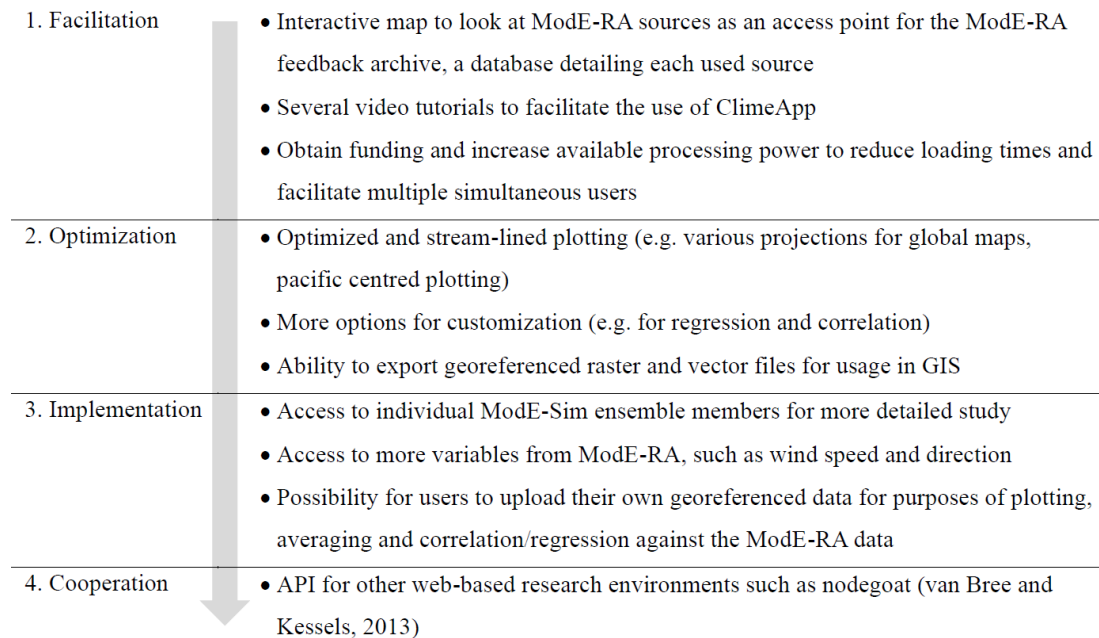 1. Facilitation
• Interactive map to look at ModE-RA sources as an access point for the ModE-RA
feedback archive, a database detailing each used source
• Several video tutorials to facilitate the use of ClimeApp
• Obtain funding and increase available processing power to reduce loading times and
facilitate multiple simultaneous users
2. Optimization
• Optimized and stream-lined plotting (e.g. various projections for global maps,
pacific centred plotting)
• More options for customization (e.g. for regression and correlation)
• Ability to export georeferenced raster and vector files for usage in GIS
3. Implementation
• Access to individual ModE-Sim ensemble members for more detailed study
• Access to more variables from ModE-RA, such as wind speed and direction
• Possibility for users to upload their own georeferenced data for purposes of plotting,
averaging and correlation/regression against the ModE-RA data
4. Cooperation
• API for other web-based research environments such as nodegoat (van Bree and
Kessels, 2013)